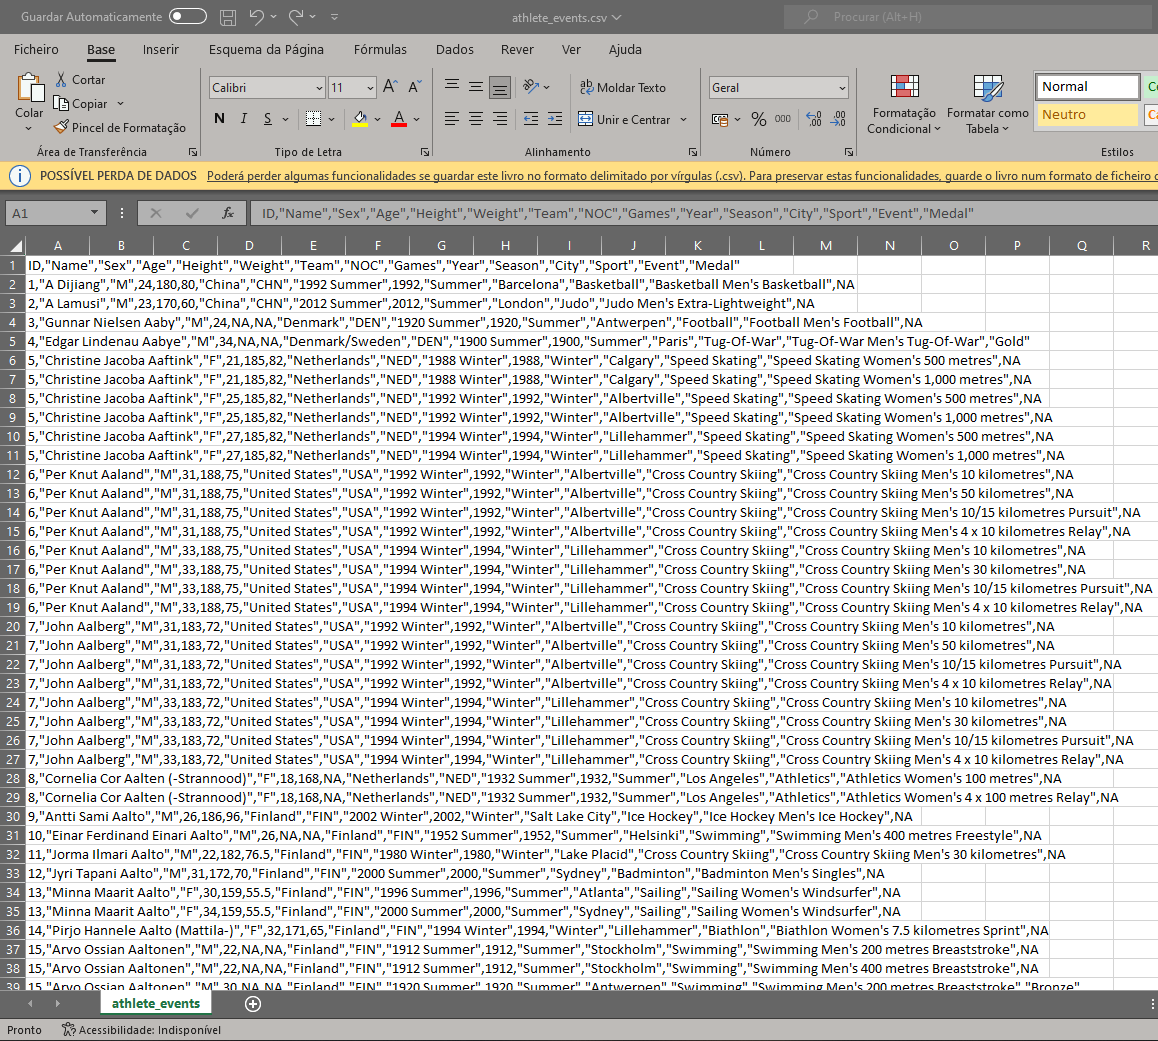 Guardar Automaticamente
athlete_events.csv
Procurar (Alt+H)
Ficheiro Base Inserir Esquema da Página Fórmulas Dados Rever Ver Ajuda
Colar
Cortar
Copiar
Pincel de Formatação
Área de Transferência
Calibri 11
N I S
Tipo de Letra
Moldar Texto
Unir e Centrar
Alinhamento
Geral
% 000
Número
Formatação Condicional
Formatar como Tabela
Normal
Neutro
Estilos
POSSÍVEL PERDA DE DADOS Poderá perder algumas funcionalidades se guardar este livro no formato delimitado por vírgulas (.csv). Para preservar estas funcionalidades, guarde o livro num formato de ficheiro
A1 fx ID,"Name","Sex","Age","Height","Weight","Team","NOC","Games","Year","Season","City","Sport","Event","Medal"
A B C D E F G H I J K L M N O P Q R
1 ID,"Name","Sex","Age","Height","Weight","Team","NOC","Games","Year","Season","City","Sport","Event","Medal"
2 1,"A Dijiang","M",24,180,80,"China","CHN","1992 Summer",1992,"Summer","Barcelona","Basketball","Basketball Men's Basketball",NA
3 2,"A Lamusi","M",23,170,60,"China","CHN","2012 Summer",2012,"Summer","London","Judo","Judo Men's Extra-Lightweight",NA
4 3,"Gunnar Nielsen Aaby","M",24,NA,NA,"Denmark","DEN","1920 Summer",1920,"Summer","Antwerpen","Football","Football Men's Football",NA
5 4,"Edgar Lindenau Aabye","M",34,NA,NA,"Denmark/Sweden","DEN","1900 Summer",1900,"Summer","Paris","Tug-Of-War","Tug-Of-War Men's Tug-Of-War","Gold"
6 5,"Christine Jacoba Aaftink","F",21,185,82,"Netherlands","NED","1988 Winter",1988,"Winter","Calgary","Speed Skating","Speed Skating Women's 500 metres",NA
7 5,"Christine Jacoba Aaftink","F",21,185,82,"Netherlands","NED","1988 Winter",1988,"Winter","Calgary","Speed Skating","Speed Skating Women's 1,000 metres",NA
8 5,"Christine Jacoba Aaftink","F",25,185,82,"Netherlands","NED","1992 Winter",1992,"Winter","Albertville","Speed Skating","Speed Skating Women's 500 metres",NA
9 5,"Christine Jacoba Aaftink","F",25,185,82,"Netherlands","NED","1992 Winter",1992,"Winter","Albertville","Speed Skating","Speed Skating Women's 1,000 metres",NA
10 5,"Christine Jacoba Aaftink","F",27,185,82,"Netherlands","NED","1994 Winter",1994,"Winter","Lillehammer","Speed Skating","Speed Skating Women's 500 metres",NA
11 5,"Christine Jacoba Aaftink","F",27,185,82,"Netherlands","NED","1994 Winter",1994,"Winter","Lillehammer","Speed Skating","Speed Skating Women's 1,000 metres",NA
12 6,"Per Knut Aaland","M",31,188,75,"United States","USA","1992 Winter",1992,"Winter","Albertville","Cross Country Skiing","Cross Country Skiing Men's 10 kilometres",NA
13 6,"Per Knut Aaland","M",31,188,75,"United States","USA","1992 Winter",1992,"Winter","Albertville","Cross Country Skiing","Cross Country Skiing Men's 50 kilometres",NA
14 6,"Per Knut Aaland","M",31,188,75,"United States","USA","1992 Winter",1992,"Winter","Albertville","Cross Country Skiing","Cross Country Skiing Men's 10/15 kilometres Pursuit",NA
15 6,"Per Knut Aaland","M",31,188,75,"United States","USA","1992 Winter",1992,"Winter","Albertville","Cross Country Skiing","Cross Country Skiing Men's 4 x 10 kilometres Relay",NA
16 6,"Per Knut Aaland","M",33,188,75,"United States","USA","1994 Winter",1994,"Winter","Lillehammer","Cross Country Skiing","Cross Country Skiing Men's 10 kilometres",NA
17 6,"Per Knut Aaland","M",33,188,75,"United States","USA","1994 Winter",1994,"Winter","Lillehammer","Cross Country Skiing","Cross Country Skiing Men's 30 kilometres",NA
18 6,"Per Knut Aaland","M",33,188,75,"United States","USA","1994 Winter",1994,"Winter","Lillehammer","Cross Country Skiing","Cross Country Skiing Men's 10/15 kilometres Pursuit",NA
19 6,"Per Knut Aaland","M",33,188,75,"United States","USA","1994 Winter",1994,"Winter","Lillehammer","Cross Country Skiing","Cross Country Skiing Men's 4 x 10 kilometres Relay",NA
20 7,"John Aalberg","M",31,183,72,"United States","USA","1992 Winter",1992,"Winter","Albertville","Cross Country Skiing","Cross Country Skiing Men's 10 kilometres",NA
21 7,"John Aalberg","M",31,183,72,"United States","USA","1992 Winter",1992,"Winter","Albertville","Cross Country Skiing","Cross Country Skiing Men's 50 kilometres",NA
22 7,"John Aalberg","M",31,183,72,"United States","USA","1992 Winter",1992,"Winter","Albertville","Cross Country Skiing","Cross Country Skiing Men's 10/15 kilometres Pursuit",NA
23 7,"John Aalberg","M",31,183,72,"United States","USA","1992 Winter",1992,"Winter","Albertville","Cross Country Skiing","Cross Country Skiing Men's 4 x 10 kilometres Relay",NA
24 7,"John Aalberg","M",33,183,72,"United States","USA","1994 Winter",1994,"Winter","Lillehammer","Cross Country Skiing","Cross Country Skiing Men's 10 kilometres",NA
25 7,"John Aalberg","M",33,183,72,"United States","USA","1994 Winter",1994,"Winter","Lillehammer","Cross Country Skiing","Cross Country Skiing Men's 30 kilometres",NA
26 7,"John Aalberg","M",33,183,72,"United States","USA","1994 Winter",1994,"Winter","Lillehammer","Cross Country Skiing","Cross Country Skiing Men's 10/15 kilometres Pursuit",NA
27 7,"John Aalberg","M",33,183,72,"United States","USA","1994 Winter",1994,"Winter","Lillehammer","Cross Country Skiing","Cross Country Skiing Men's 4 x 10 kilometres Relay",NA
28 8,"Cornelia Cor Aalten (-Strannood)","F",18,168,NA,"Netherlands","NED","1932 Summer",1932,"Summer","Los Angeles","Athletics","Athletics Women's 100 metres",NA
29 8,"Cornelia Cor Aalten (-Strannood)","F",18,168,NA,"Netherlands","NED","1932 Summer",1932,"Summer","Los Angeles","Athletics","Athletics Women's 4 x 100 metres Relay",NA
30 9,"Antti Sami Aalto","M",26,186,96,"Finland","FIN","2002 Winter",2002,"Winter","Salt Lake City","Ice Hockey","Ice Hockey Men's Ice Hockey",NA
31 10,"Einar Ferdinand Einari Aalto","M",26,NA,NA,"Finland","FIN","1952 Summer",1952,"Summer","Helsinki","Swimming","Swimming Men's 400 metres Freestyle",NA
32 11,"Jorma Ilmari Aalto","M",22,182,76.5,"Finland","FIN","1980 Winter",1980,"Winter","Lake Placid","Cross Country Skiing","Cross Country Skiing Men's 30 kilometres",NA
33 12,"Jyri Tapani Aalto","M",31,172,70,"Finland","FIN","2000 Summer",2000,"Summer","Sydney","Badminton","Badminton Men's Singles",NA
34 13,"Minna Maarit Aalto","F",30,159,55.5,"Finland","FIN","1996 Summer",1996,"Summer","Atlanta","Sailing","Sailing Women's Windsurfer",NA
35 13,"Minna Maarit Aalto","F",34,159,55.5,"Finland","FIN","2000 Summer",2000,"Summer","Sydney","Sailing","Sailing Women's Windsurfer",NA
36 14,"Pirjo Hannele Aalto (Mattila-)","F",32,171,65,"Finland","FIN","1994 Winter",1994,"Winter","Lillehammer","Biathlon","Biathlon Women's 7.5 kilometres Sprint",NA
37 15,"Arvo Ossian Aaltonen","M",22,NA,NA,"Finland","FIN","1912 Summer",1912,"Summer","Stockholm","Swimming","Swimming Men's 200 metres Breaststroke",NA
38 15,"Arvo Ossian Aaltonen","M",22,NA,NA,"Finland","FIN","1912 Summer",1912,"Summer","Stockholm","Swimming","Swimming Men's 400 metres Breaststroke",NA
39 15,"Arvo Ossian Aaltonen","M",30,NA,NA,"Finland","FIN","1920 Summer",1920,"Summer","Antwerpen","Swimming","Swimming Men's 200 metres Breaststroke","Bronze"
athlete_events
Pronto Acessibilidade: Indisponível